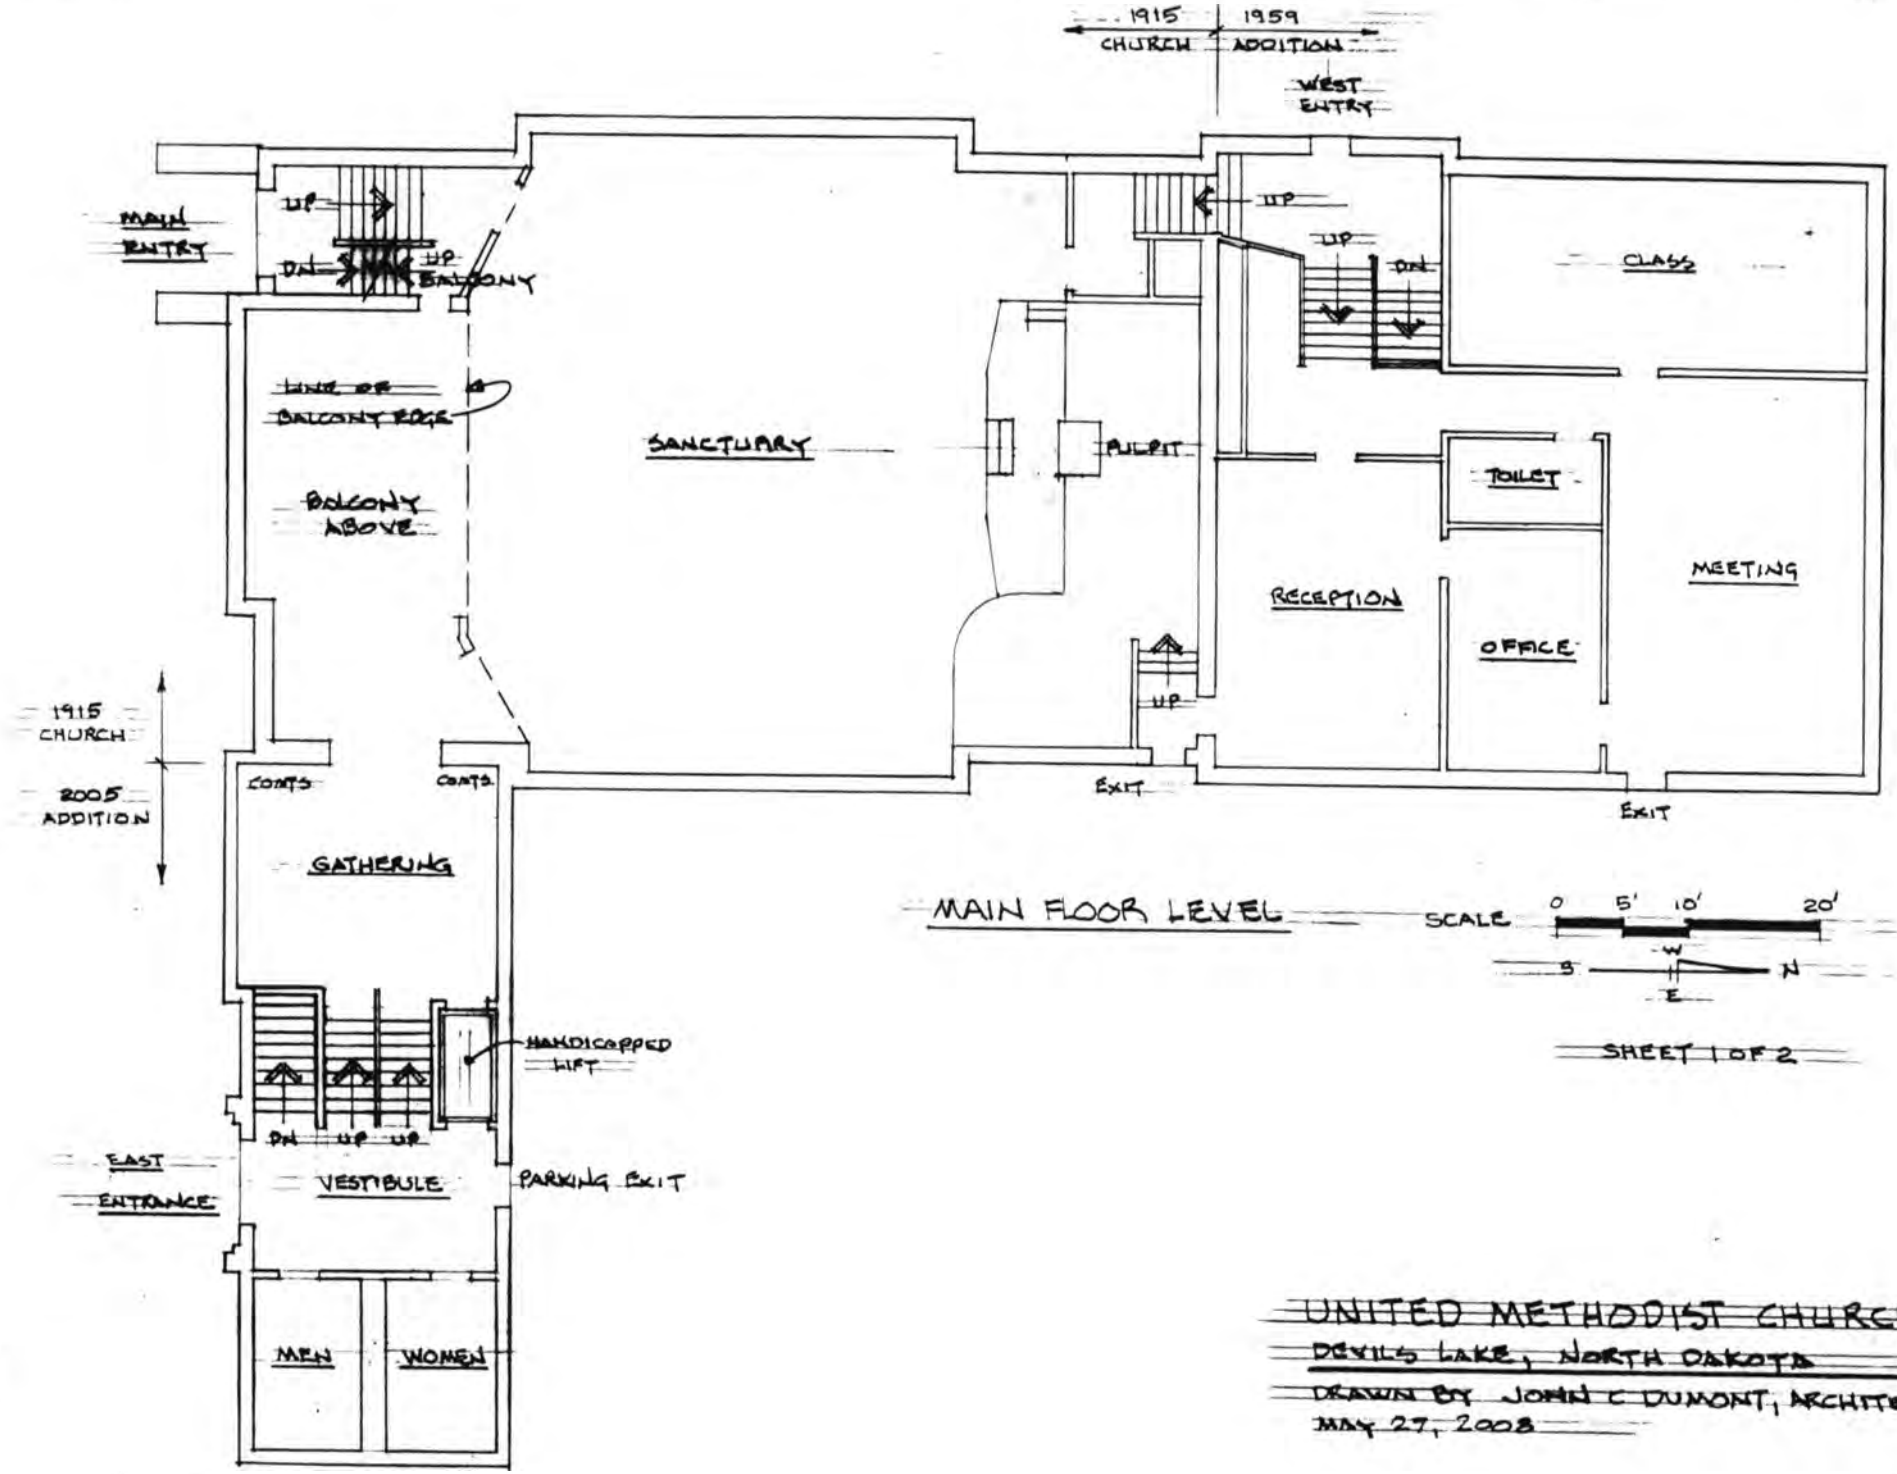 1915 1959
CHURCH ADDITION
WEST
ENTRY
MAIN
ENTRY
UP
DN
UP
BALCONY
UP
UP
DN
CLASS
LINE OF
BALCONY EDGE
SANCTUARY
PULPIT
TOILET
BALCONY
ABOVE
RECEPTION
MEETING
OFFICE
UP
1915
CHURCH
2005
ADDITION
COATS
COATS
EXIT
EXIT
GATHERING
MAIN FLOOR LEVEL
SCALE
0 5' 10' 20'
W
S N
E
SHEET 1 OF 2
HANDICAPPED
LIFT
DN UP UP
EAST
ENTRANCE
VESTIBULE
PARKING EXIT
MEN
WOMEN
UNITED METHODIST CHURC
DEVILS LAKE, NORTH DAKOTA
DRAWN BY JOHN C DUMONT, ARCHITE
MAY 27, 2008